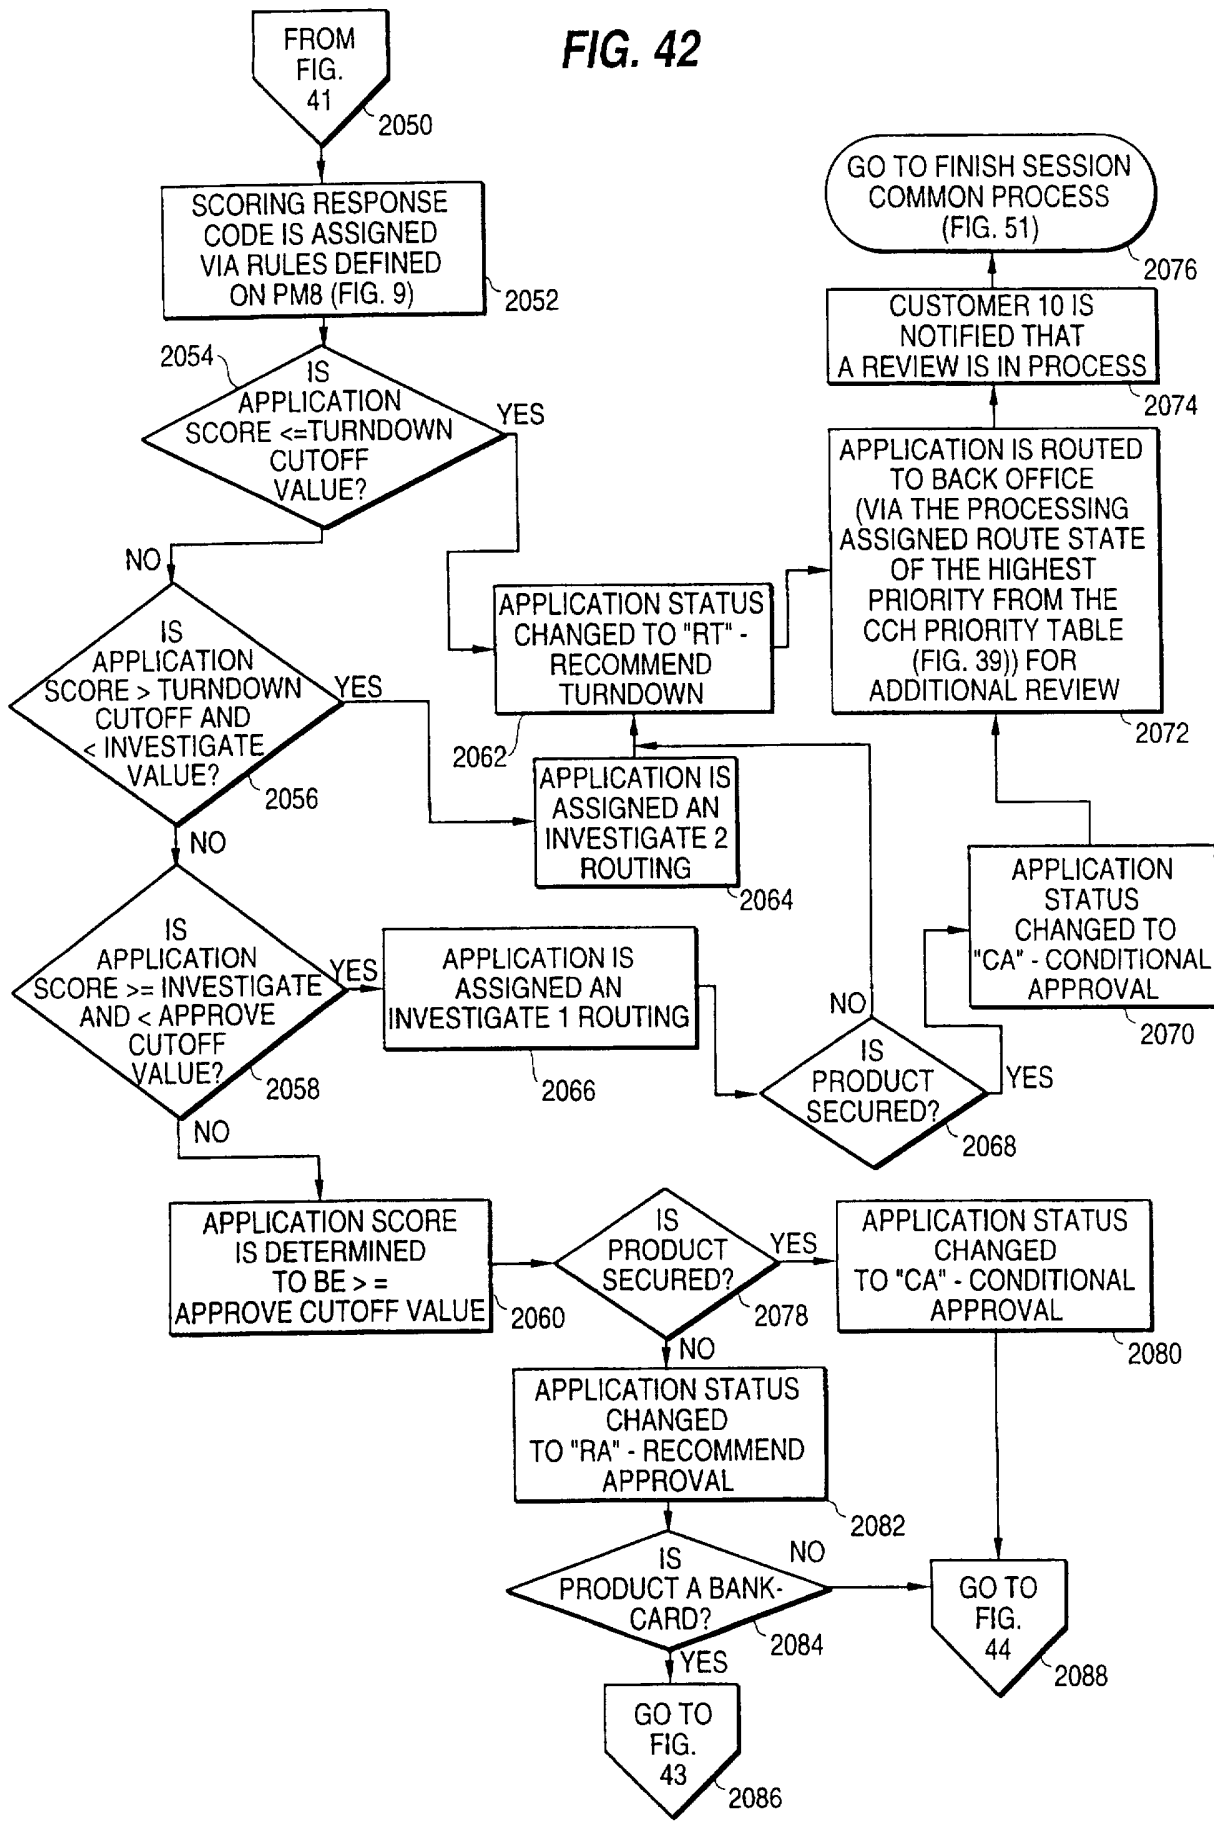 FIG. 42
FROM
FIG.
41
2050
SCORING RESPONSE
CODE IS ASSIGNED
VIA RULES DEFINED
ON PM8 (FIG. 9)
2052
2054
IS
APPLICATION
SCORE <=TURNDOWN
CUTOFF
VALUE?
YES
NO
IS
APPLICATION
SCORE > TURNDOWN
CUTOFF AND
< INVESTIGATE
VALUE?
2056
YES
NO
IS
APPLICATION
SCORE >= INVESTIGATE
AND < APPROVE
CUTOFF
VALUE?
2058
YES
NO
APPLICATION SCORE
IS DETERMINED
TO BE > =
APPROVE CUTOFF VALUE
2060
APPLICATION STATUS
CHANGED TO "RT" -
RECOMMEND
TURNDOWN
2062
APPLICATION IS
ASSIGNED AN
INVESTIGATE 2
ROUTING
2064
APPLICATION IS
ASSIGNED AN
INVESTIGATE 1 ROUTING
2066
NO
IS
PRODUCT
SECURED?
YES
2068
APPLICATION
STATUS
CHANGED TO
"CA" - CONDITIONAL
APPROVAL
2070
APPLICATION IS ROUTED
TO BACK OFFICE
(VIA THE PROCESSING
ASSIGNED ROUTE STATE
OF THE HIGHEST
PRIORITY FROM THE
CCH PRIORITY TABLE
(FIG. 39)) FOR
ADDITIONAL REVIEW
2072
CUSTOMER 10 IS
NOTIFIED THAT
A REVIEW IS IN PROCESS
2074
GO TO FINISH SESSION
COMMON PROCESS
(FIG. 51)
2076
IS
PRODUCT
SECURED?
YES
2078
NO
APPLICATION STATUS
CHANGED
TO "CA" - CONDITIONAL
APPROVAL
2080
APPLICATION STATUS
CHANGED
TO "RA" - RECOMMEND
APPROVAL
2082
IS
PRODUCT A BANK-
CARD?
NO
2084
YES
GO TO
FIG.
43
2086
GO TO
FIG.
44
2088